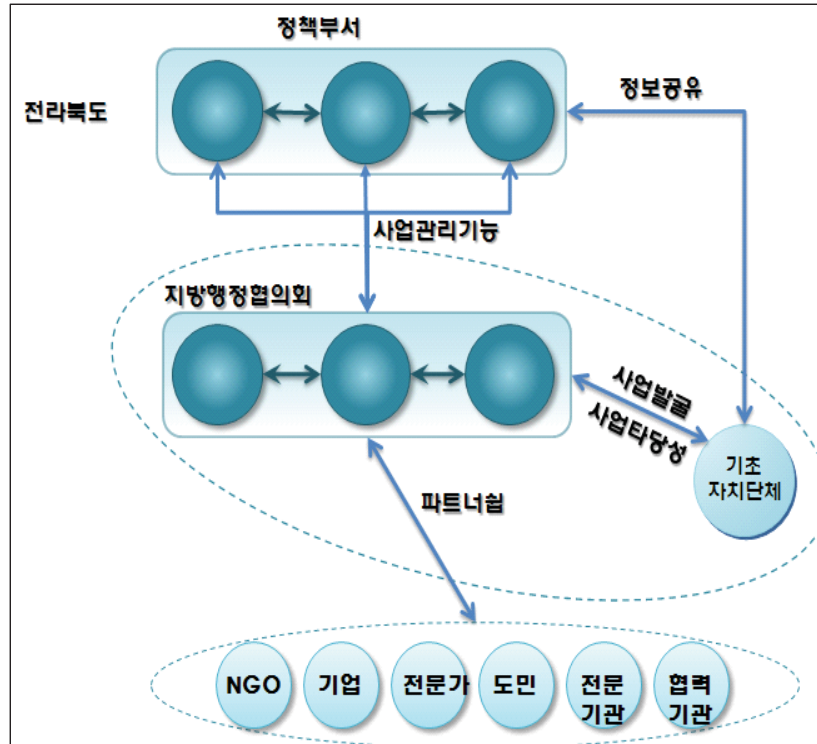 정책부서
전라북도
정보공유
사업관리기능
지방행정협의회
사업발굴
사업타당성
기초
자치단체
파트너쉽
NGO
기업
전문가
도민
전문
기관
협력
기관